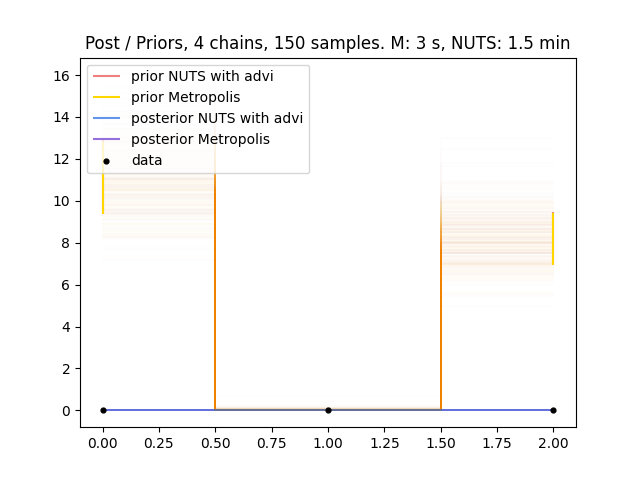 Post / Priors, 4 chains, 150 samples. M: 3 s, NUTS: 1.5 min
prior NUTS with advi
prior Metropolis
posterior NUTS with advi
posterior Metropolis
data
16
14
12
10
8
6
4
2
0
0.00 0.25 0.50 0.75 1.00 1.25 1.50 1.75 2.00